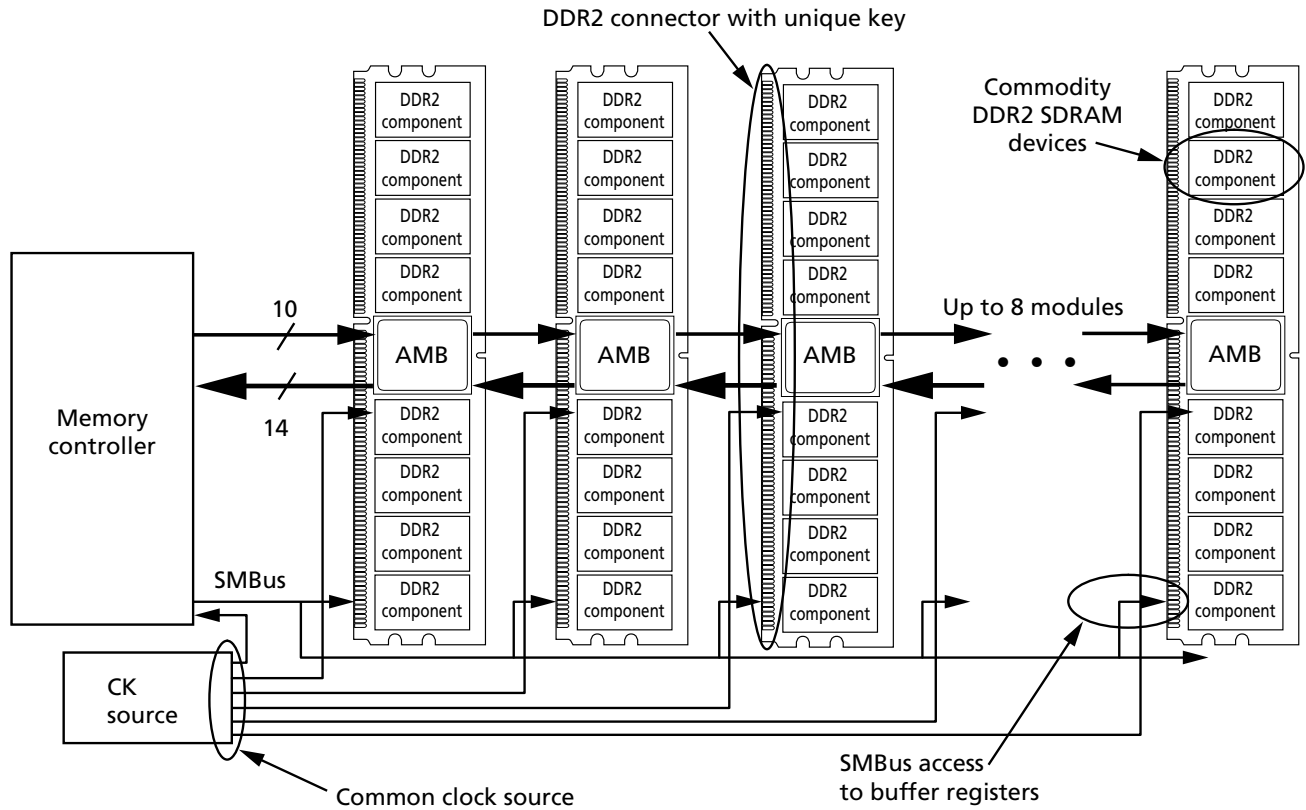 DDR2 connector with unique key
Commodity
DDR2 SDRAM
devices
DDR2
component
DDR2
component
DDR2
component
DDR2
component
AMB
DDR2
component
DDR2
component
DDR2
component
DDR2
component
DDR2
component
DDR2
component
DDR2
component
DDR2
component
AMB
DDR2
component
DDR2
component
DDR2
component
DDR2
component
DDR2
component
DDR2
component
DDR2
component
DDR2
component
AMB
DDR2
component
DDR2
component
DDR2
component
DDR2
component
DDR2
component
DDR2
component
DDR2
component
DDR2
component
AMB
DDR2
component
DDR2
component
DDR2
component
DDR2
component
Up to 8 modules
10
14
Memory
controller
SMBus
CK
source
Common clock source
SMBus access
to buffer registers